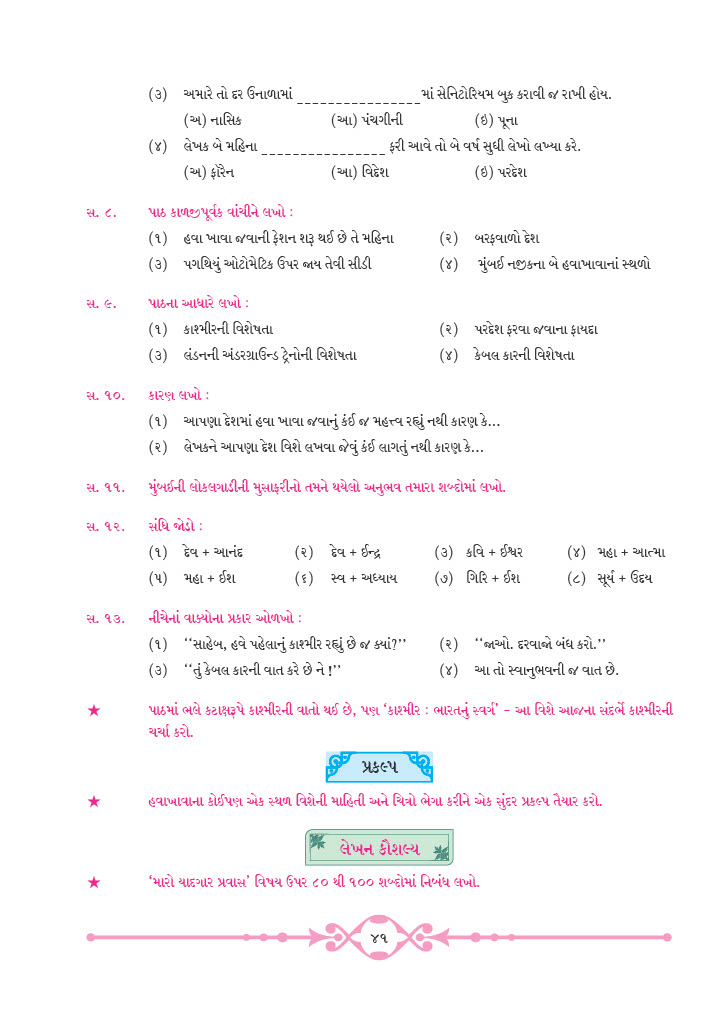 (૩) અમારે તો દર ઉનાળામાં ________________માં સેનિટોરિયમ બુક કરાવી જ રાખી હોય.
(અ) નાસિક (આ) પંચગીની (ઇ) પૂના
(૪) લેખક બે મહિના ________________ ફરી આવે તો બે વર્ષ સુધી લેખો લખ્યા કરે.
(અ) ફૉરેન (આ) વિદેશ (ઇ) પરદેશ
સ. ૮. પાઠ કાળજીપૂર્વક વાંચીને લખો :
(૧) હવા ખાવા જવાની ફેશન શરૂ થઈ છે તે મહિના (૨) બરફવાળો દેશ
(૩) પગથિયું ઓટોમેટિક ઉપર જાય તેવી સીડી (૪) મુંબઈ નજીકના બે હવાખાવાનાં સ્થળો
સ. ૯. પાઠના આધારે લખો :
(૧) કાશ્મીરની વિશેષતા (૨) પરદેશ ફરવા જવાના ફાયદા
(૩) લંડનની અંડરગ્રાઉન્ડ ટ્રેનોની વિશેષતા (૪) કેબલ કારની વિશેષતા
સ. ૧૦. કારણ લખો :
(૧) આપણા દેશમાં હવા ખાવા જવાનું કંઈ જ મહત્ત્વ રહ્યું નથી કારણ કે...
(૨) લેખકને આપણા દેશ વિશે લખવા જેવું કંઈ લાગતું નથી કારણ કે...
સ. ૧૧. મુંબઈની લોકલગાડીની મુસાફરીનો તમને થયેલો અનુભવ તમારા શબ્દોમાં લખો.
સ. ૧૨. સંધિ જોડો :
(૧) દેવ + આનંદ (૨) દેવ + ઈન્દ્ર (૩) કવિ + ઈશ્વર (૪) મહા + આત્મા
(૫) મહા + ઈશ (૬) સ્વ + અધ્યાય (૭) ગિરિ + ઈશ (૮) સૂર્ય + ઉદય
સ. ૧૩. નીચેનાં વાક્યોના પ્રકાર ઓળખો :
(૧) ‘‘સાહેબ, હવે પહેલાનું કાશ્મીર રહ્યું છે જ ક્યાં?’’ (૨) ‘‘જાઓ. દરવાજો બંધ કરો.’’
(૩) ‘‘તું કેબલ કારની વાત કરે છે ને !’’ (૪) આ તો સ્વાનુભવની જ વાત છે.
★ પાઠમાં ભલે કટાક્ષરૂપે કાશ્મીરની વાતો થઈ છે, પણ ‘કાશ્મીર : ભારતનું સ્વર્ગ’ - આ વિશે આજના સંદર્ભે કાશ્મીરની
ચર્ચા કરો.
પ્રકલ્પ
★ હવાખાવાના કોઈપણ એક સ્થળ વિશેની માહિતી અને ચિત્રો ભેગા કરીને એક સુંદર પ્રકલ્પ તૈયાર કરો.
લેખન કૌશલ્ય
★ ‘મારો યાદગાર પ્રવાસ’ વિષય ઉપર ૮૦ થી ૧૦૦ શબ્દોમાં નિબંધ લખો.
૪૧